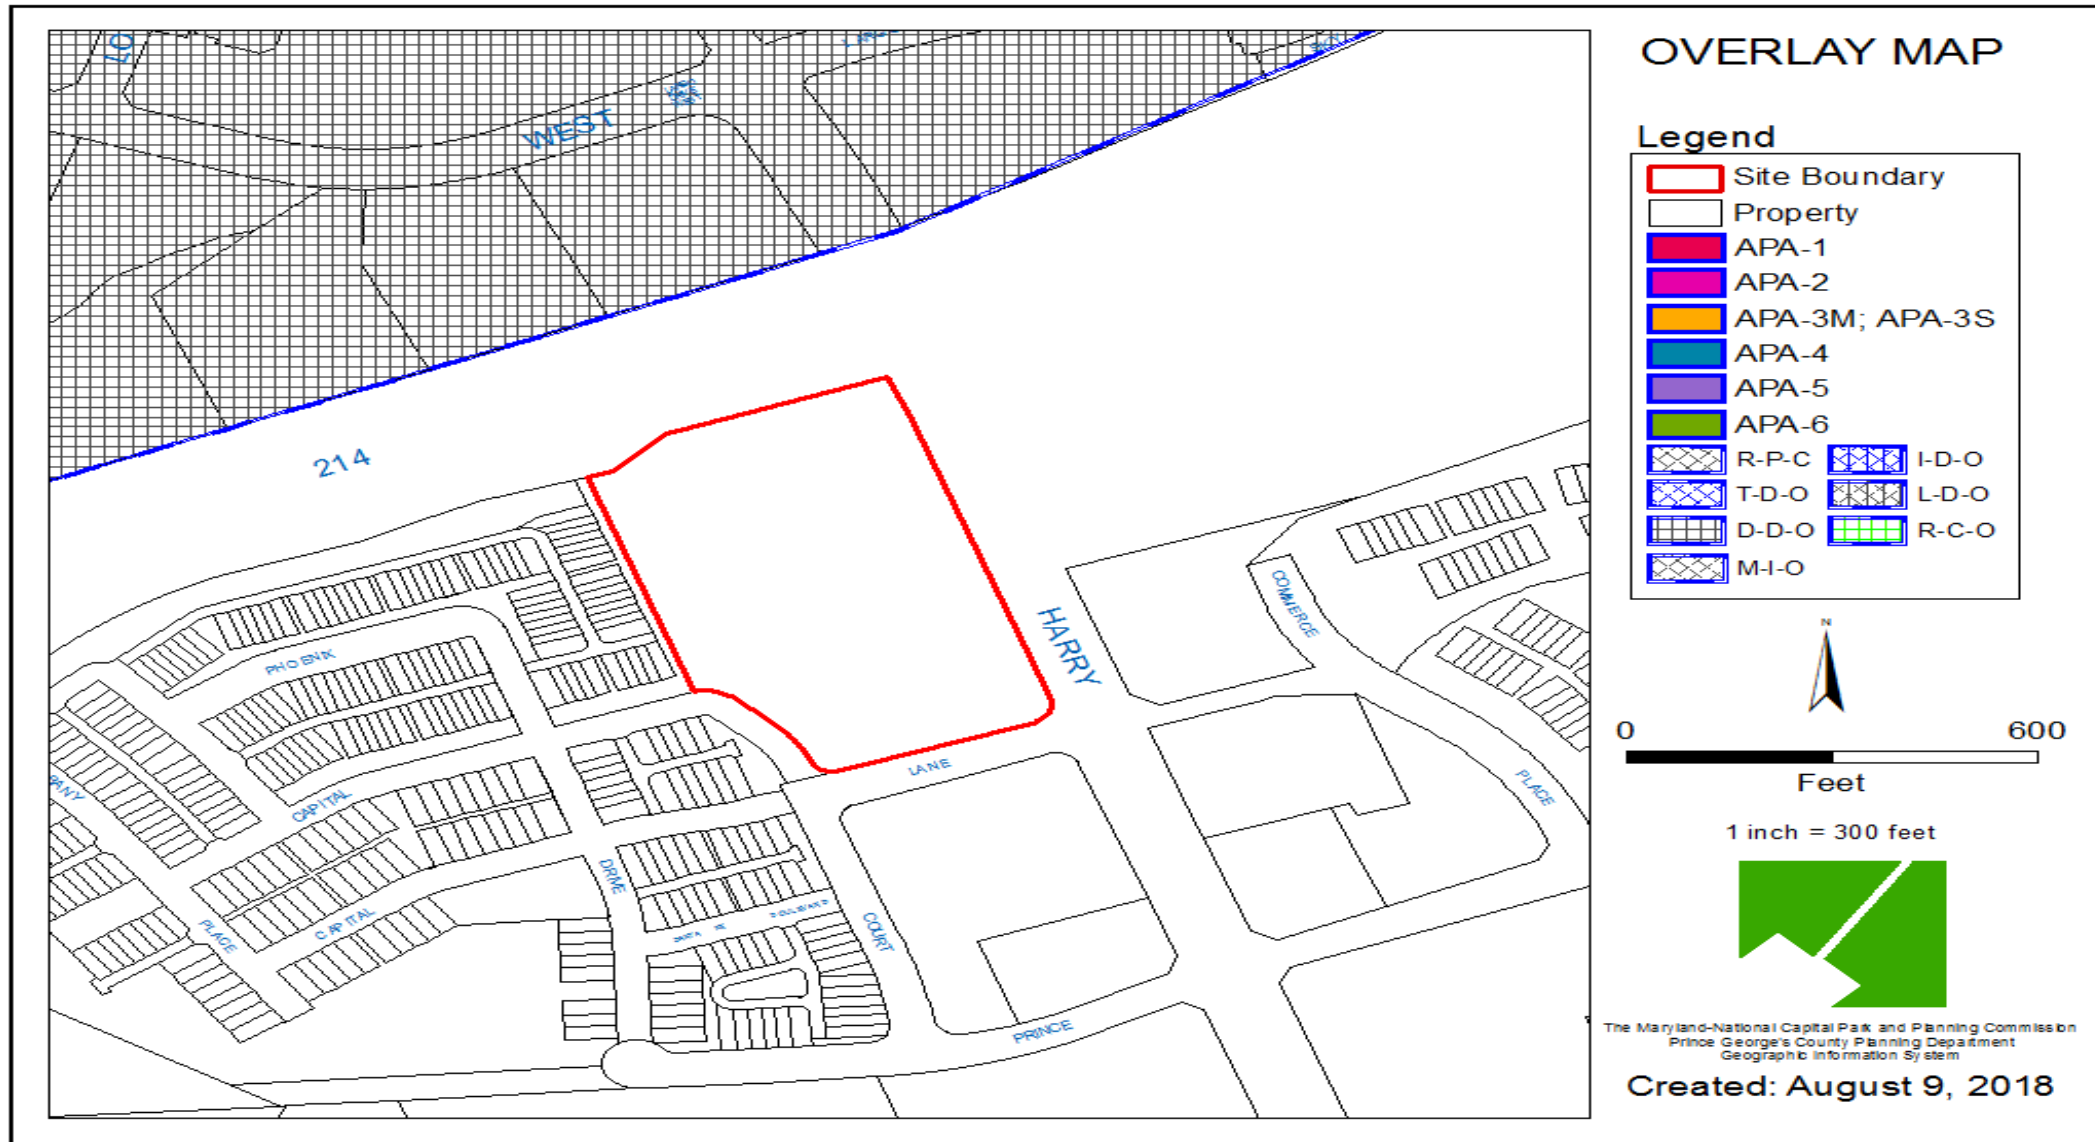 OVERLAY MAP
Legend
Site Boundary
Property
APA-1
APA-2
APA-3M; APA-3S
APA-4
APA-5
APA-6
R-P-C I-D-O
T-D-O L-D-O
D-D-O R-C-O
M-I-O
N
0 600
Feet
1 inch = 300 feet
The Maryland-National Capital Park and Planning Commission
Prince George's County Planning Department
Geographic Information System
Created: August 9, 2018
LO
WEST
214
HARRY
COMMERCE
PHOENIX
CAPITAL
LANE
PLACE
DRIVE
CAPITAL
PLACE
BOULEVARD
COURT
PRINCE